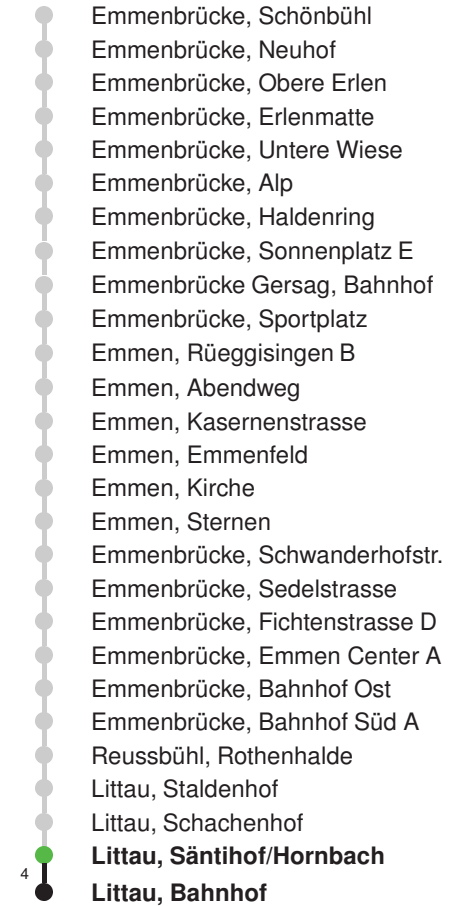 Emmenbrücke, Schönbühl
Emmenbrücke, Neuhof
Emmenbrücke, Obere Erlen
Emmenbrücke, Erlenmatte
Emmenbrücke, Untere Wiese
Emmenbrücke, Alp
Emmenbrücke, Haldenring
Emmenbrücke, Sonnenplatz E
Emmenbrücke Gersag, Bahnhof
Emmenbrücke, Sportplatz
Emmen, Rüeggisingen B
Emmen, Abendweg
Emmen, Kasernenstrasse
Emmen, Emmenfeld
Emmen, Kirche
Emmen, Sternen
Emmenbrücke, Schwanderhofstr.
Emmenbrücke, Sedelstrasse
Emmenbrücke, Fichtenstrasse D
Emmenbrücke, Emmen Center A
Emmenbrücke, Bahnhof Ost
Emmenbrücke, Bahnhof Süd A
Reussbühl, Rothenhalde
Littau, Staldenhof
Littau, Schachenhof
Littau, Säntihof/Hornbach
4
Littau, Bahnhof